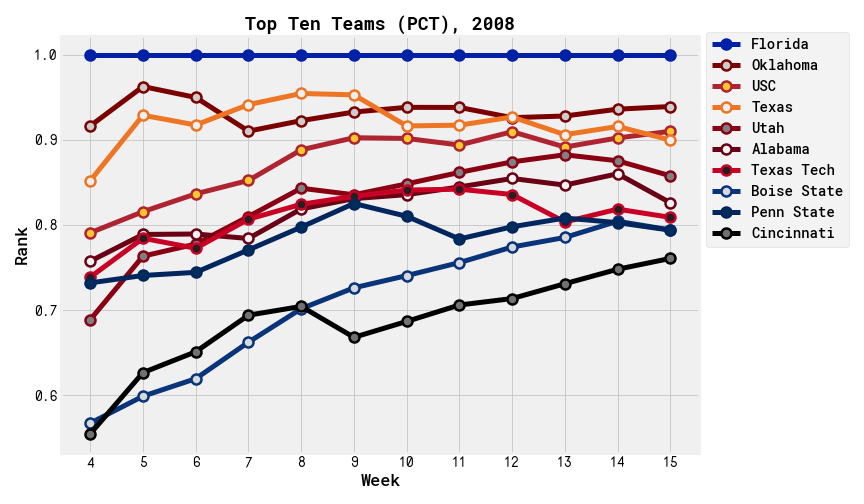 Top Ten Teams (PCT), 2008
1.0
0.9
0.8
0.7
0.6
Rank
4 5 6 7 8 9 10 11 12 13 14 15
Week
Florida
Oklahoma
USC
Texas
Utah
Alabama
Texas Tech
Boise State
Penn State
Cincinnati